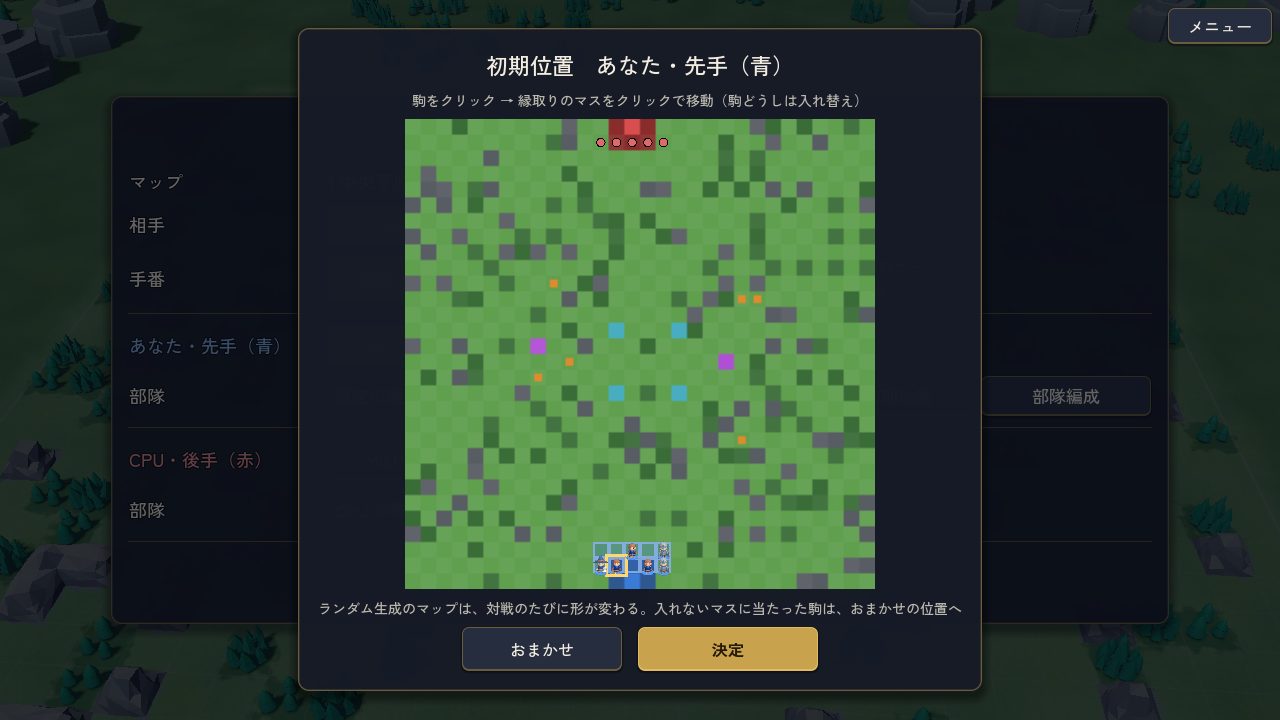 メニュー
初期位置　あなた・先手（青）
駒をクリック → 縁取りのマスをクリックで移動（駒どうしは入れ替え）
マップ
相手
手番
あなた・先手（青）
部隊
部隊編成
CPU・後手（赤）
部隊
ランダム生成のマップは、対戦のたびに形が変わる。入れないマスに当たった駒は、おまかせの位置へ
おまかせ
決定